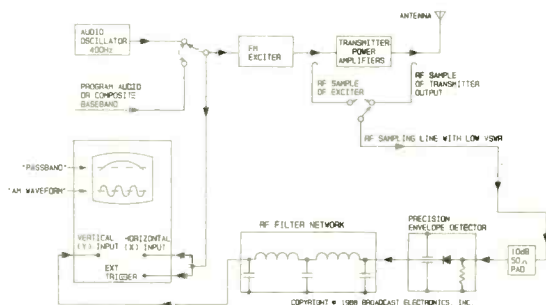 ANTENNA
AUDIO
OSCILLATOR
400Hz
FM
EXCITER
TRANSMITTER
POWER
AMPLIFIERS
PROGRAM AUDIO
OR COMPOSITE
BASEBAND
RF SAMPLE
OF EXCITER
RF SAMPLE
OF TRANSMITTER
OUTPUT
RF SAMPLING LINE WITH LOW VSWR
"PASSBAND"
"AM WAVEFORM"
VERTICAL
(Y) INPUT
HORIZONTAL
(X) INPUT
EXT
TRIGGER
RF FILTER NETWORK
PRECISION
ENVELOPE DETECTOR
10dB
50Ω
PAD
COPYRIGHT © 1988 BROADCAST ELECTRONICS, INC